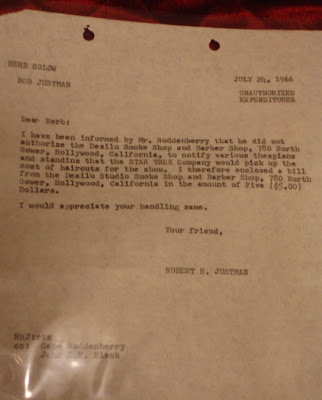 HERB SOLOW
BOB JUSTMAN
JULY 24, 1966
UNAUTHORIZED
EXPENDITURES
Dear Herb:
I have been informed by Mr. Roddenberry that he did not
authorize the Desilu Smoke Shop and Barber Shop, 780 North
Gower, Hollywood, California, to notify various thespians
and standins that the STAR TREK Company would pick up the
cost of haircuts for the show. I therefore enclosed a bill
from the Desilu Studio Smoke Shop and Barber Shop, 780 North
Gower, Hollywood, California in the amount of Five ($5.00)
Dollars.
I would appreciate your handling same.
Your friend,
ROBERT H. JUSTMAN
cc: Gene Roddenberry
John D.F. Black